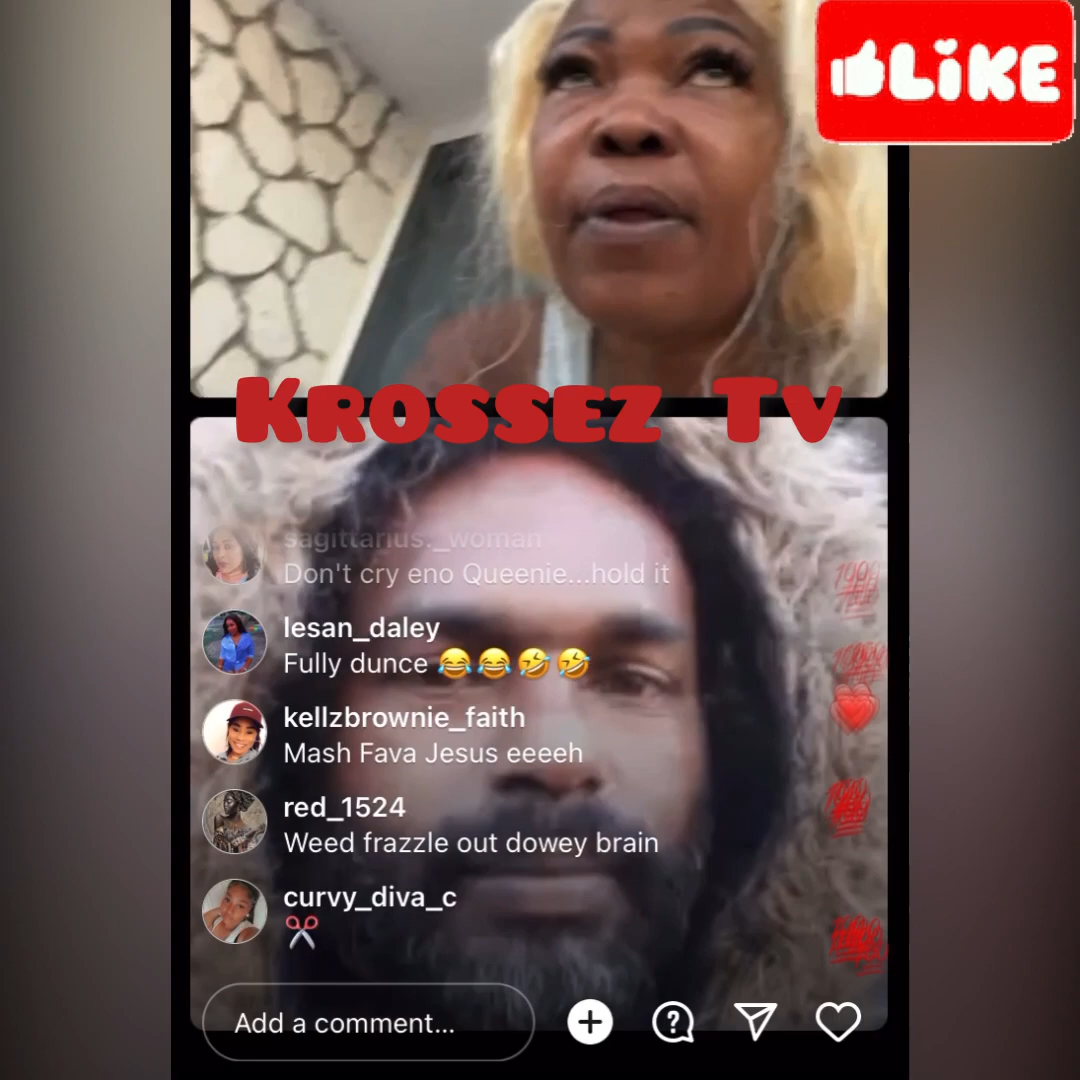 LiKE
Krossez Tv
sagittarius._woman
Don't cry eno Queenie...hold it
lesan_daley
Fully dunce 😂😂🤣🤣
kellzbrownie_faith
Mash Fava Jesus eeeeh
red_1524
Weed frazzle out dowey brain
curvy_diva_c
✂️
Add a comment...